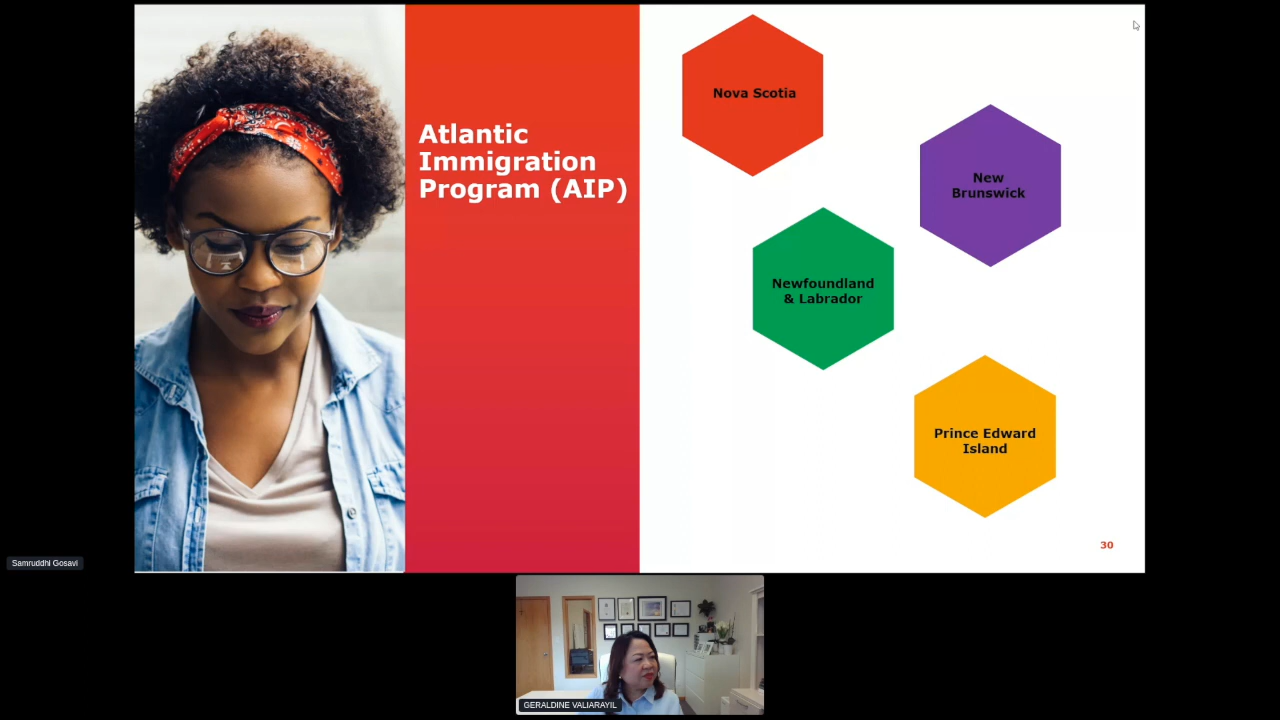 Atlantic
Immigration
Program (AIP)
Nova Scotia
New
Brunswick
Newfoundland
& Labrador
Prince Edward
Island
30
Samruddhi Gosavi
GERALDINE VALIARAYIL